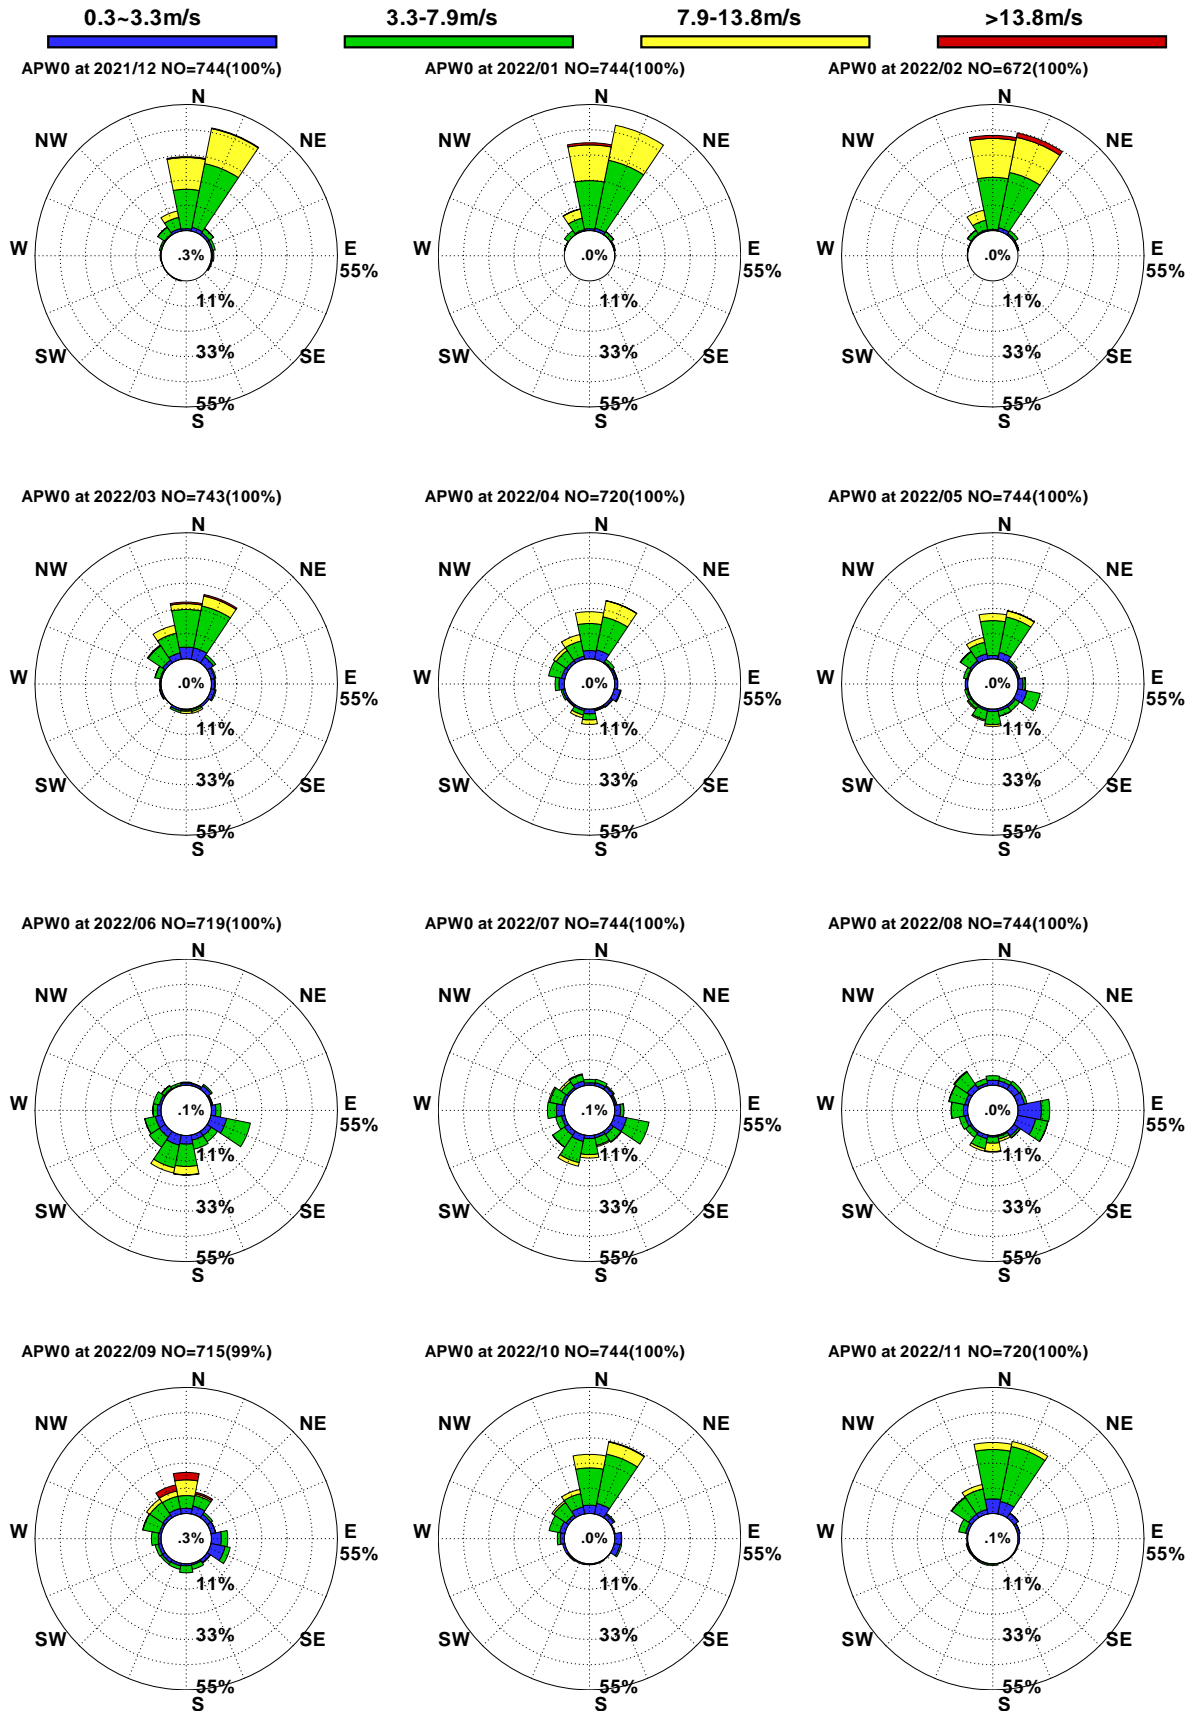 0.3~3.3m/s 3.3-7.9m/s 7.9-13.8m/s >13.8m/s
APW0 at 2021/12 NO=744(100%) APW0 at 2022/01 NO=744(100%) APW0 at 2022/02 NO=672(100%)
N N N
NW NE NW NE NW NE
W .3% E W .0% E W .0% E
55% 55% 55%
11% 11% 11%
SW 33% SE SW 33% SE SW 33% SE
55% 55% 55%
S S S
APW0 at 2022/03 NO=743(100%) APW0 at 2022/04 NO=720(100%) APW0 at 2022/05 NO=744(100%)
N N N
NW NE NW NE NW NE
W .0% E W .0% E W .0% E
55% 55% 55%
11% 11% 11%
SW 33% SE SW 33% SE SW 33% SE
55% 55% 55%
S S S
APW0 at 2022/06 NO=719(100%) APW0 at 2022/07 NO=744(100%) APW0 at 2022/08 NO=744(100%)
N N N
NW NE NW NE NW NE
W .1% E W .1% E W .0% E
55% 55% 55%
11% 11% 11%
SW 33% SE SW 33% SE SW 33% SE
55% 55% 55%
S S S
APW0 at 2022/09 NO=715(99%) APW0 at 2022/10 NO=744(100%) APW0 at 2022/11 NO=720(100%)
N N N
NW NE NW NE NW NE
W .3% E W .0% E W .1% E
55% 55% 55%
11% 11% 11%
SW 33% SE SW 33% SE SW 33% SE
55% 55% 55%
S S S